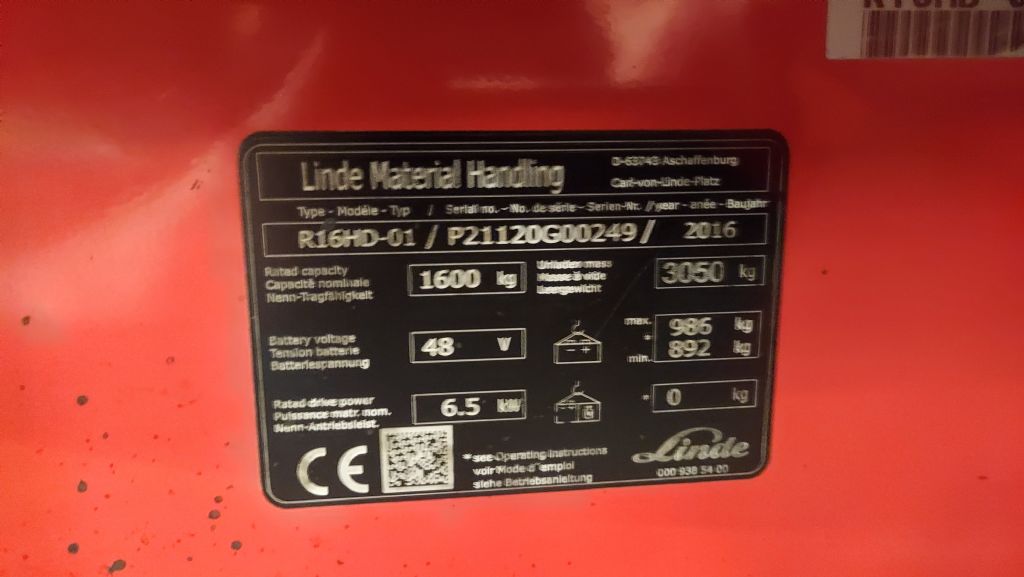 R16HD
Linde Material Handling
D-63743 Aschaffenburg
Carl-von-Linde-Platz
Type - Modèle - Typ / Serial no. - No. de série - Serien-Nr. / year - anée - Baujahr
R16HD-01 / P21120G00249 / 2016
Rated capacity
Capacité nominale
Nenn-Tragfähigkeit
1600 kg
Unladen mass
Masse à vide
Leergewicht
3050 kg
Battery voltage
Tension batterie
Batteriespannung
48 V
- +
max. 986 kg
*
min. 892 kg
Rated drive power
Puissance motr. nom.
Nenn-Antriebsleist.
6.5 kW
* 0 kg
CE
*see Operating instructions
voir Mode d'emploi
siehe Betriebsanleitung
Linde
000 938 54 00